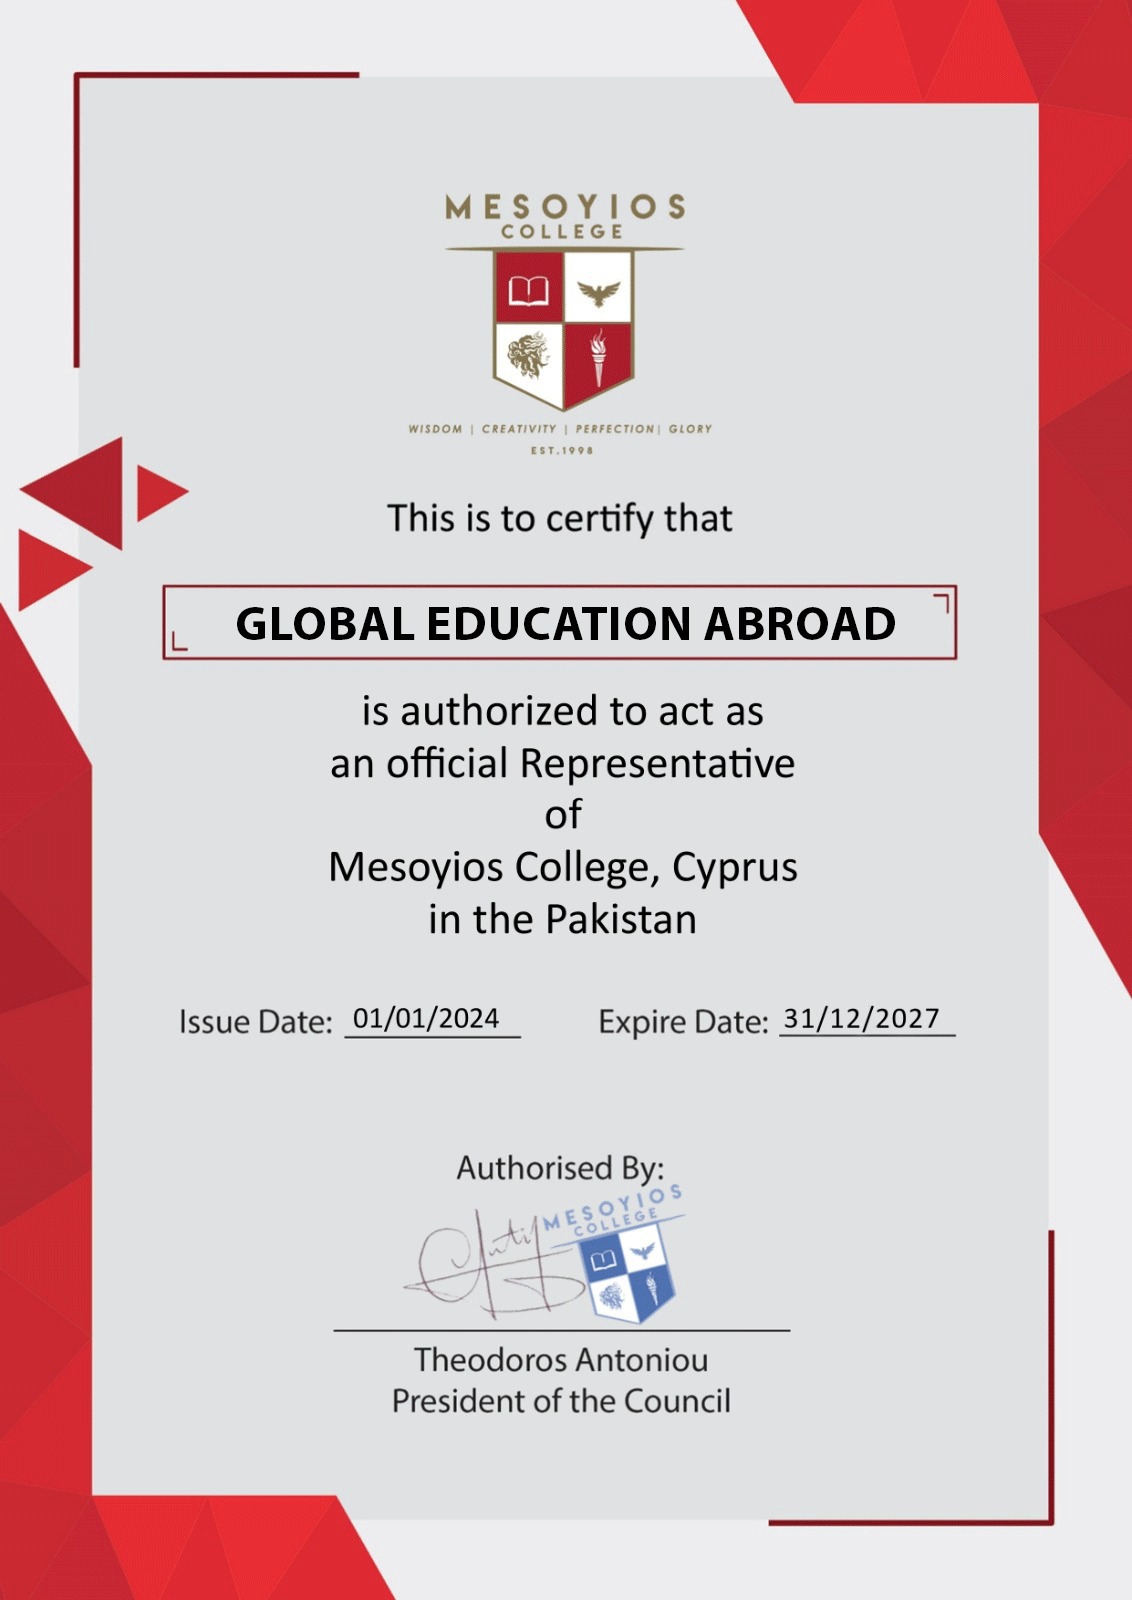 MESOYIOS
COLLEGE
WISDOM | CREATIVITY | PERFECTION| GLORY
EST.1998
This is to certify that
GLOBAL EDUCATION ABROAD
is authorized to act as
an official Representative
of
Mesoyios College, Cyprus
in the Pakistan
Issue Date: 01/01/2024 Expire Date: 31/12/2027
Authorised By:
MESOYIOS
COLLEGE
Theodoros Antoniou
President of the Council